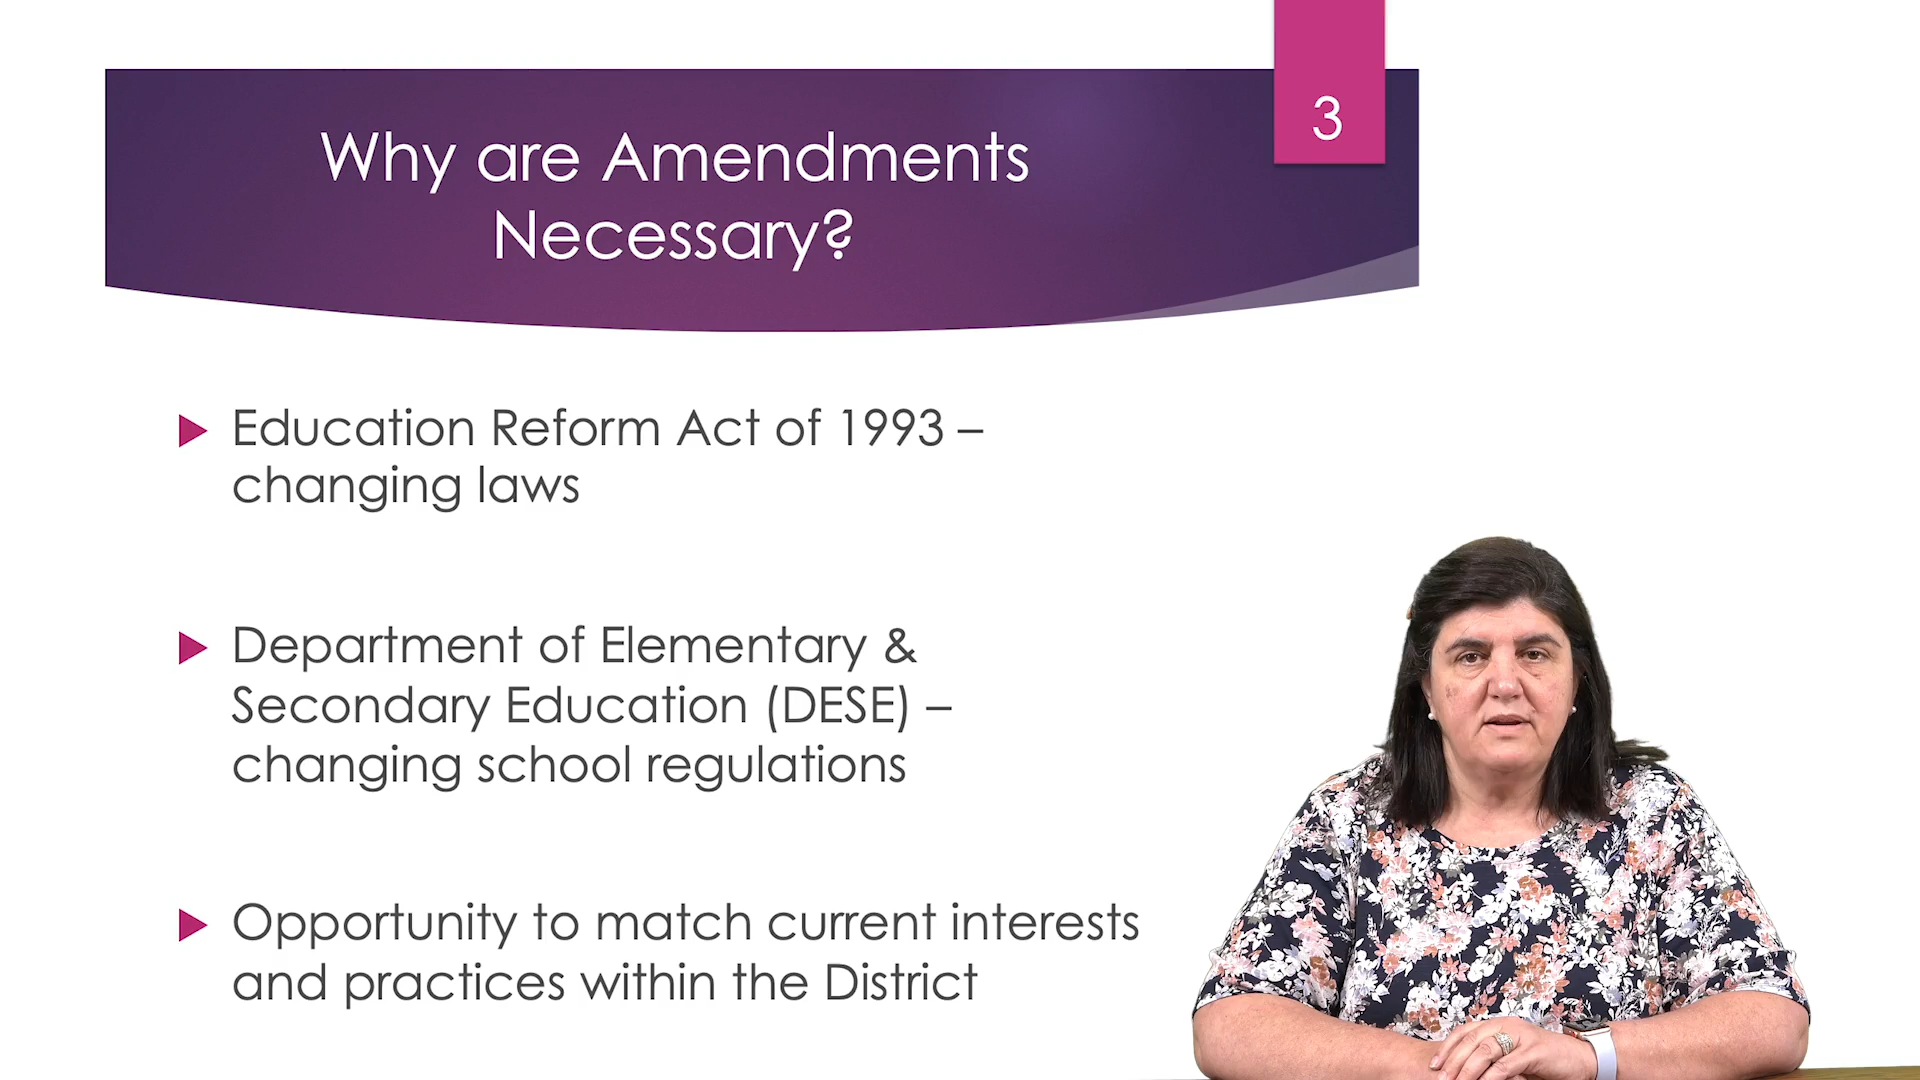 3
Why are Amendments
Necessary?
Education Reform Act of 1993 –
changing laws
Department of Elementary &
Secondary Education (DESE) –
changing school regulations
Opportunity to match current interests
and practices within the District